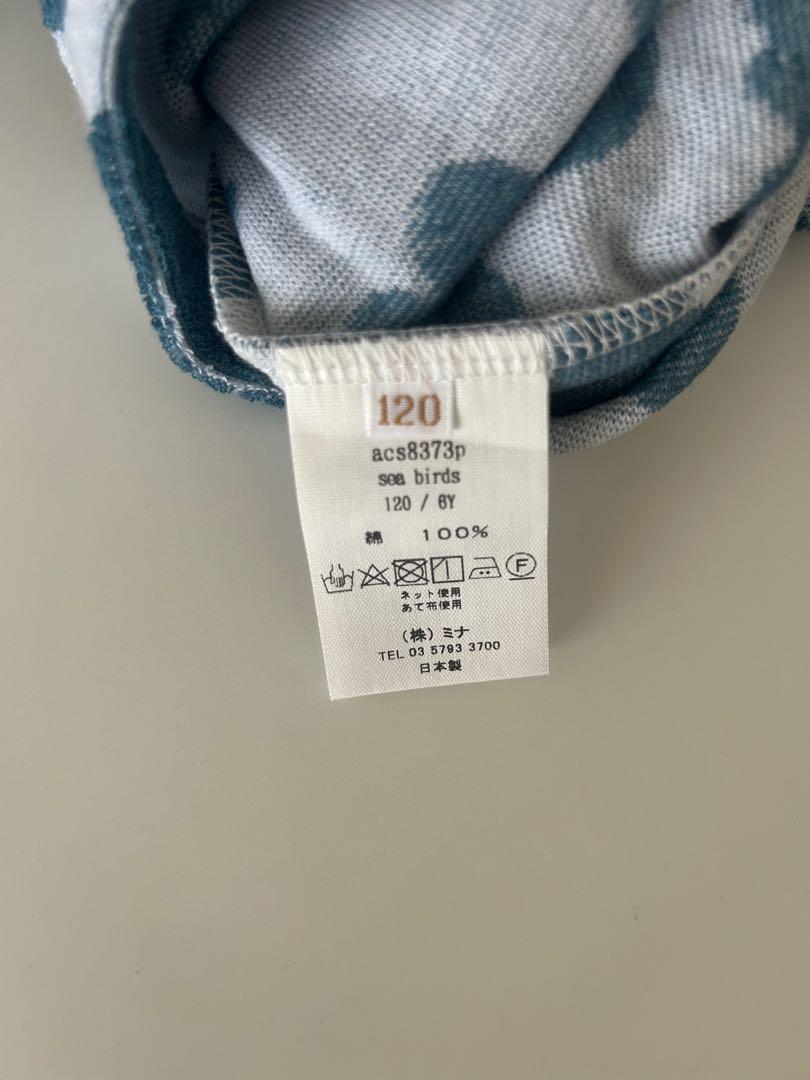 120
acs8373p
sea birds
120 / 6Y
綿 100%
F
ネット使用
あて布使用
（株）ミナ
TEL 03 5793 3700
日本製